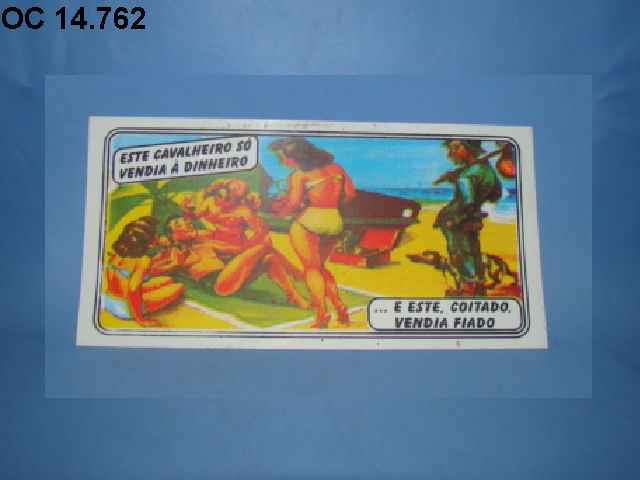 OC 14.762
ESTE CAVALHEIRO SÓ
VENDIA À DINHEIRO
... E ESTE, COITADO,
VENDIA FIADO